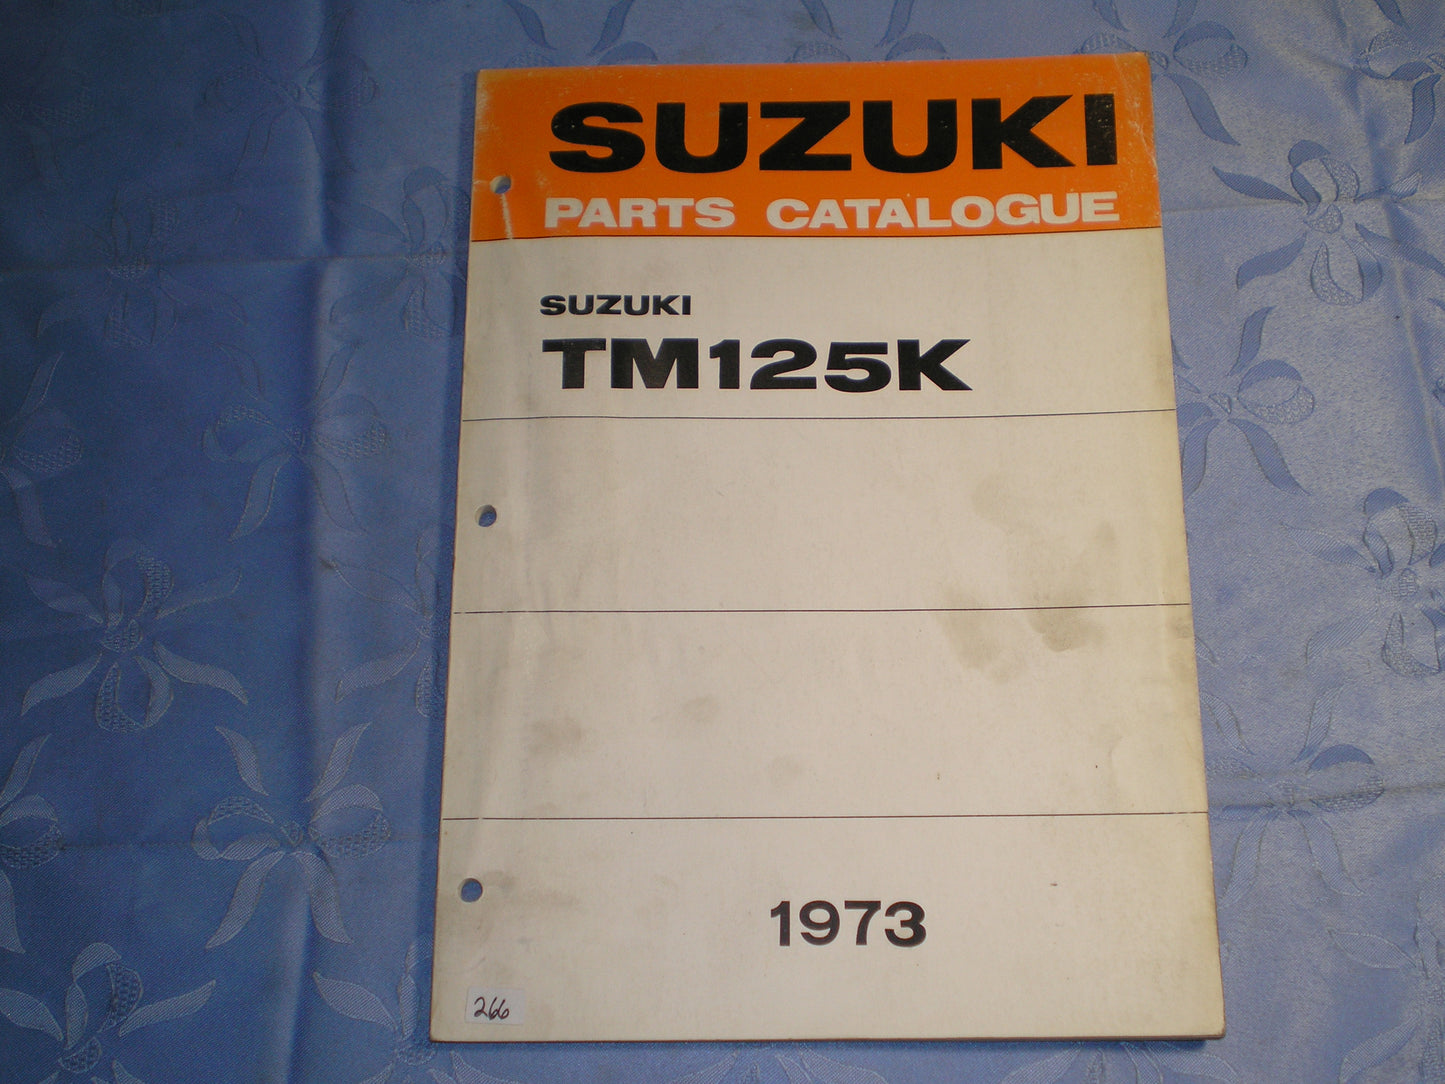 SUZUKI
PARTS CATALOGUE
SUZUKI
TM125K
1973
266